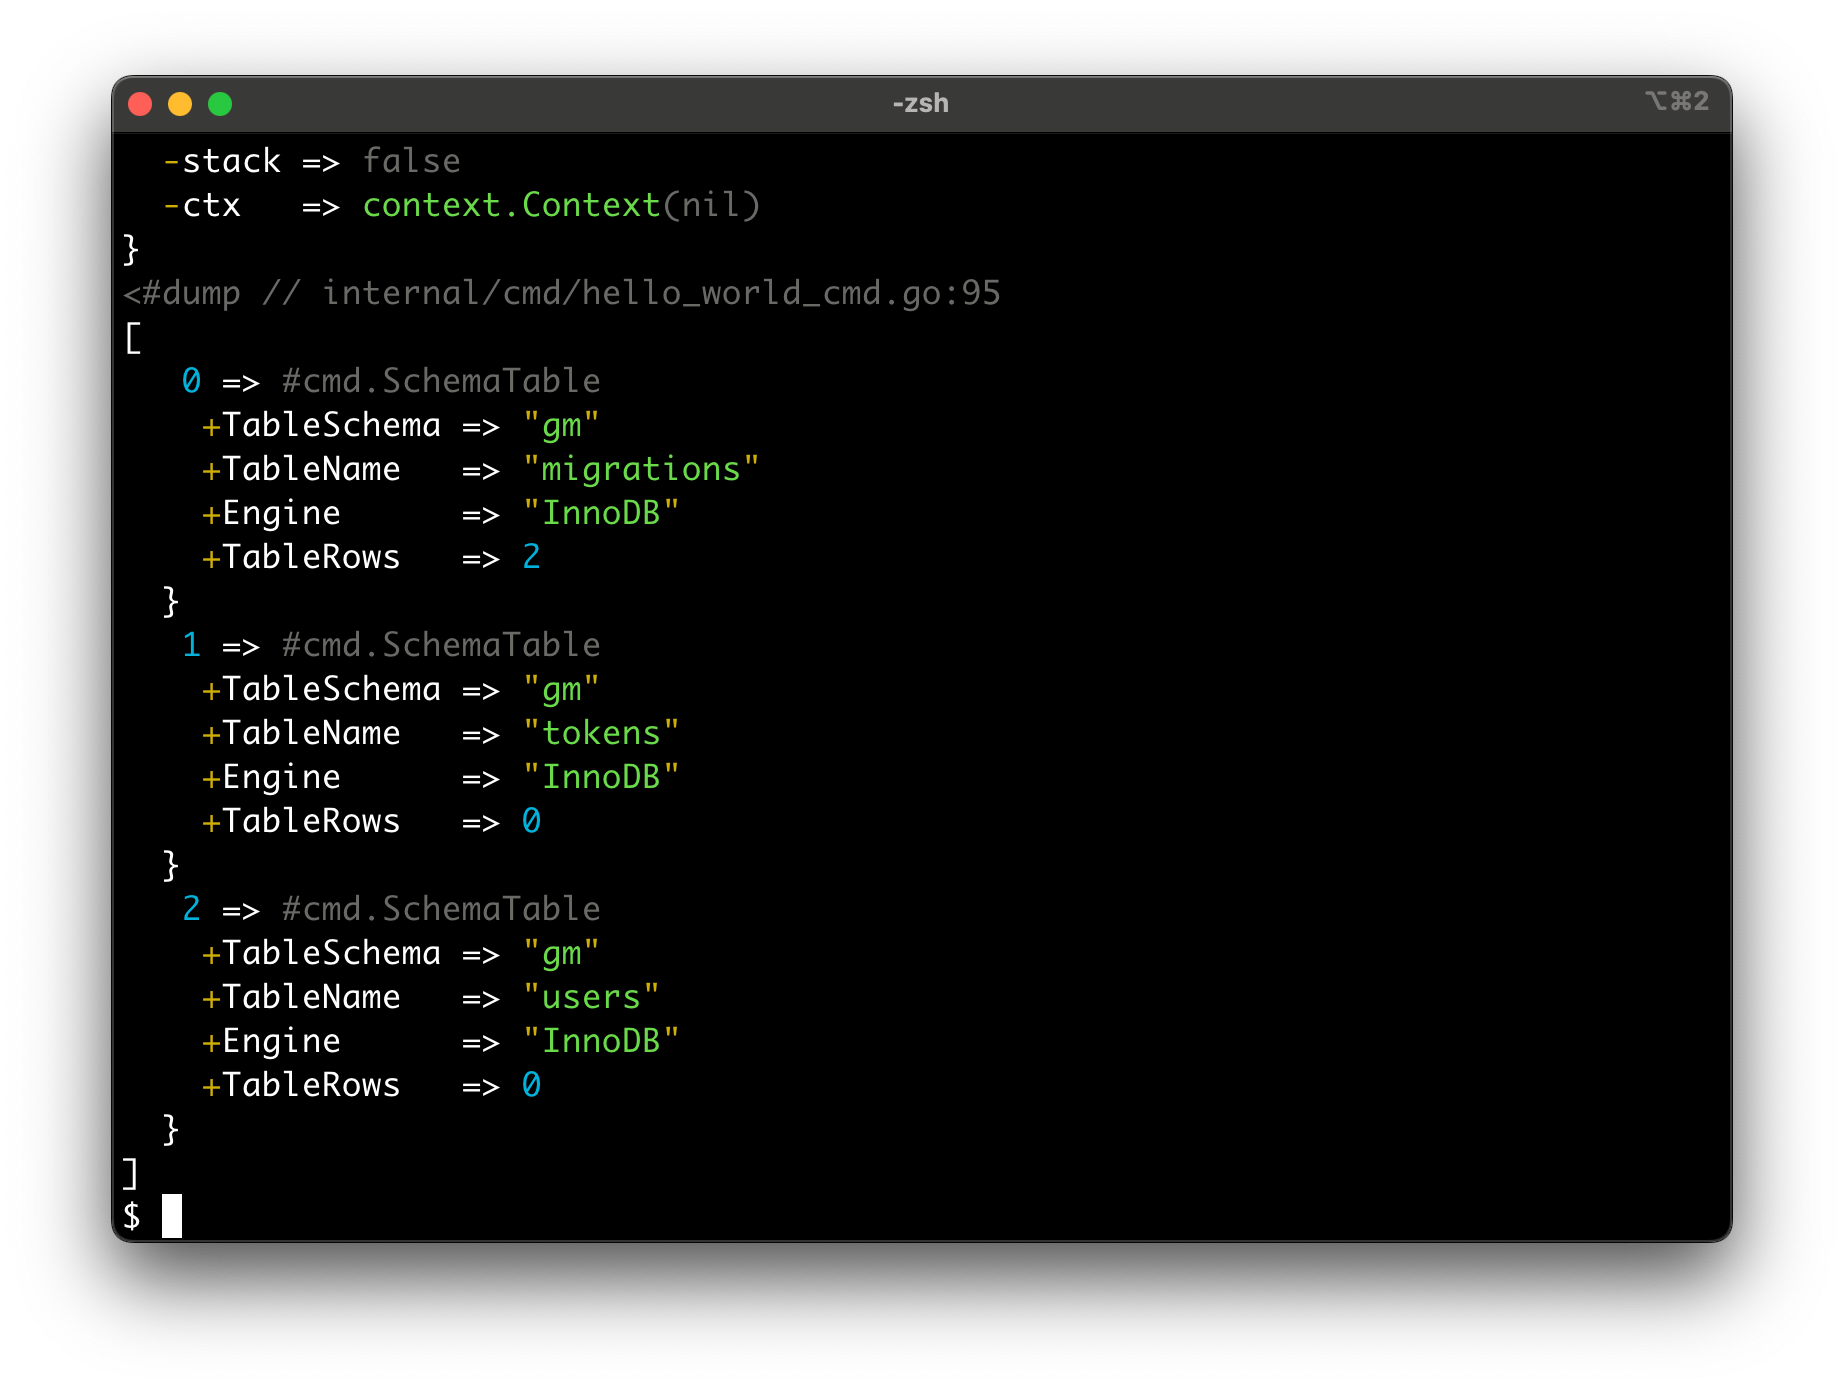 -zsh
⌥⌘2
  -stack => false
  -ctx   => context.Context(nil)
}
<#dump // internal/cmd/hello_world_cmd.go:95
[
   0 => #cmd.SchemaTable
    +TableSchema => "gm"
    +TableName   => "migrations"
    +Engine      => "InnoDB"
    +TableRows   => 2
  }
   1 => #cmd.SchemaTable
    +TableSchema => "gm"
    +TableName   => "tokens"
    +Engine      => "InnoDB"
    +TableRows   => 0
  }
   2 => #cmd.SchemaTable
    +TableSchema => "gm"
    +TableName   => "users"
    +Engine      => "InnoDB"
    +TableRows   => 0
  }
]
$